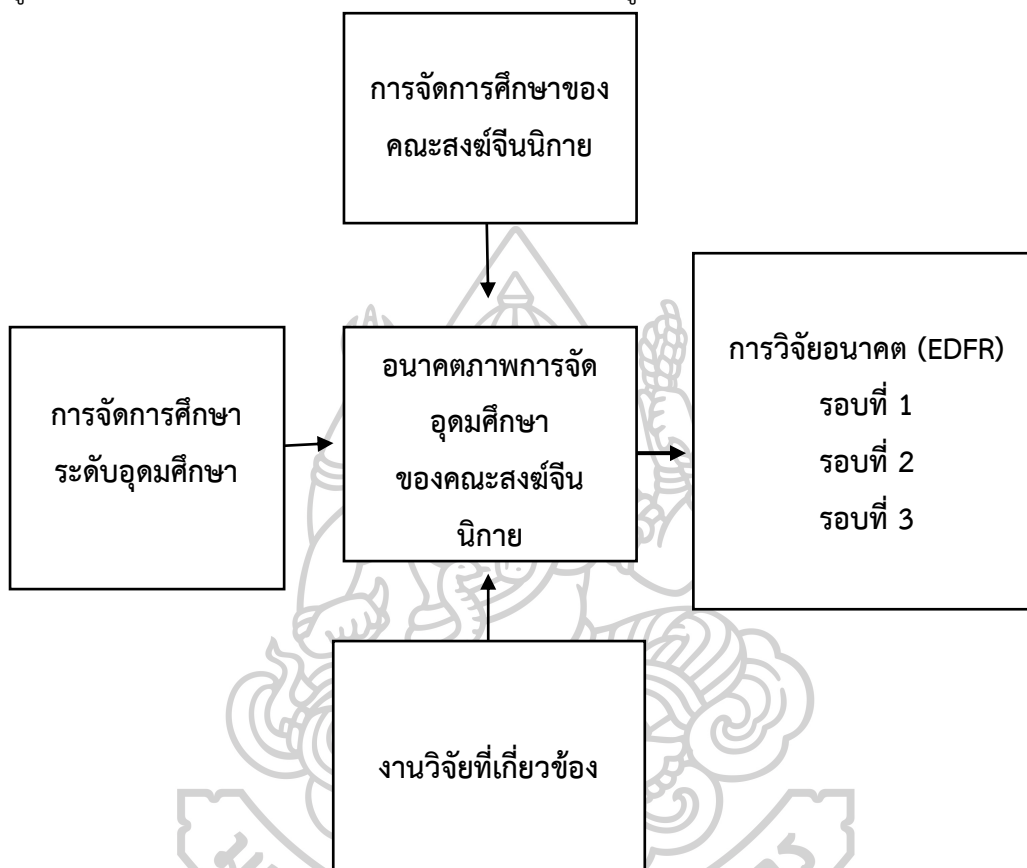 การจัดการศึกษาของ
คณะสงฆ์จีนนิกาย
การจัดการศึกษา
ระดับอุดมศึกษา
อนาคตภาพการจัด
อุดมศึกษา
ของคณะสงฆ์จีน
นิกาย
การวิจัยอนาคต (EDFR)
รอบที่ 1
รอบที่ 2
รอบที่ 3
งานวิจัยที่เกี่ยวข้อง